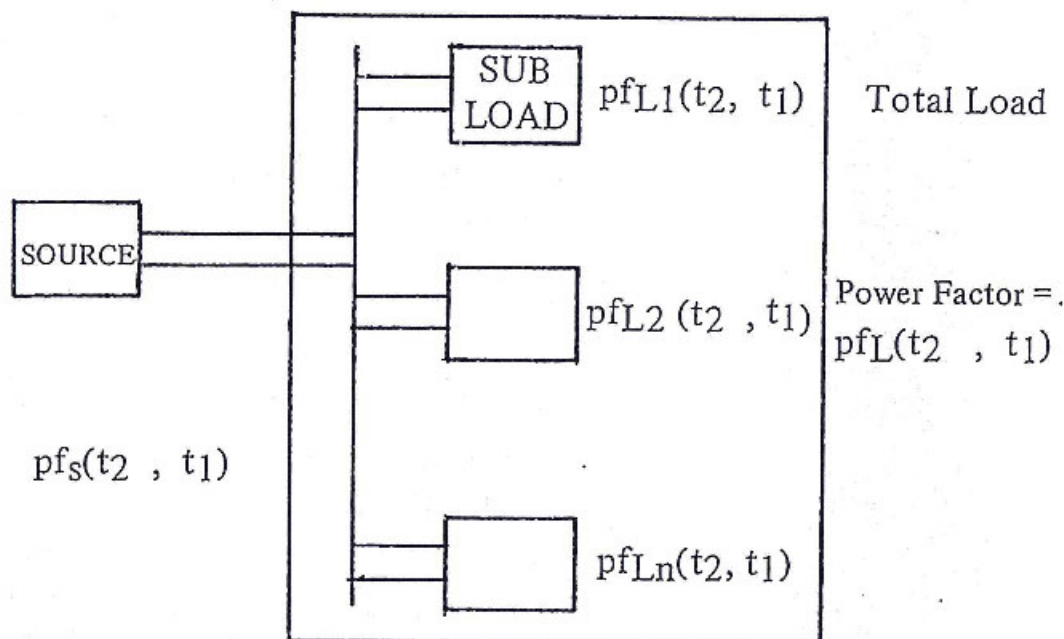 SUB
LOAD
pfL1(t2, t1)
Total Load
SOURCE
pfL2 (t2 , t1)
Power Factor = .
pfL(t2 , t1)
pfs(t2 , t1)
pfLn(t2, t1)